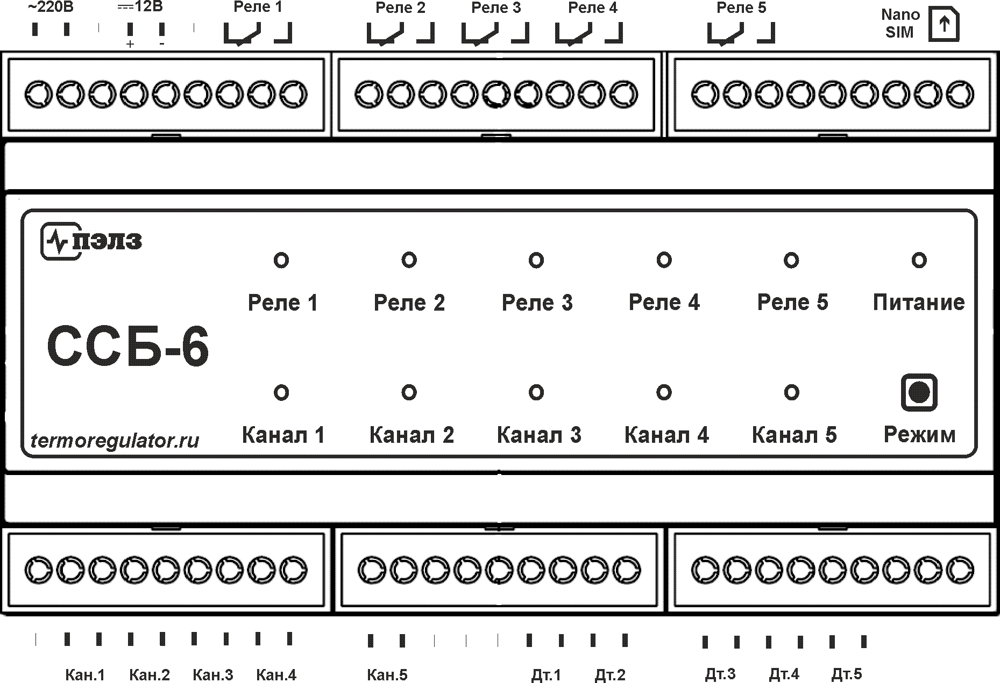 ~220В ⎓12В Реле 1 Реле 2 Реле 3 Реле 4 Реле 5 Nano
SIM
+ -
пэлз
Реле 1 Реле 2 Реле 3 Реле 4 Реле 5 Питание
ССБ-6
termoregulator.ru
Канал 1 Канал 2 Канал 3 Канал 4 Канал 5 Режим
Кан.1 Кан.2 Кан.3 Кан.4 Кан.5 Дт.1 Дт.2 Дт.3 Дт.4 Дт.5